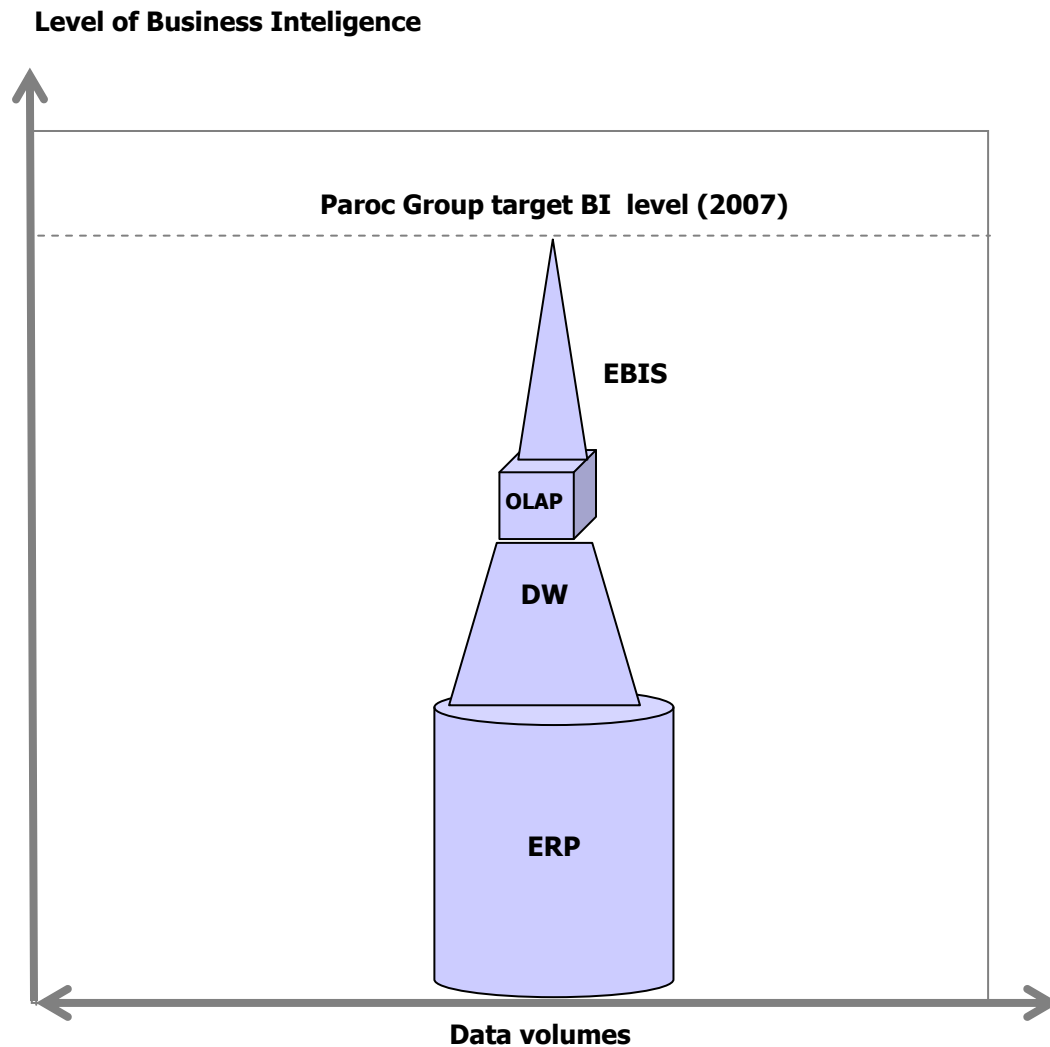 Level of Business Inteligence
Paroc Group target BI level (2007)
EBIS
OLAP
DW
ERP
Data volumes